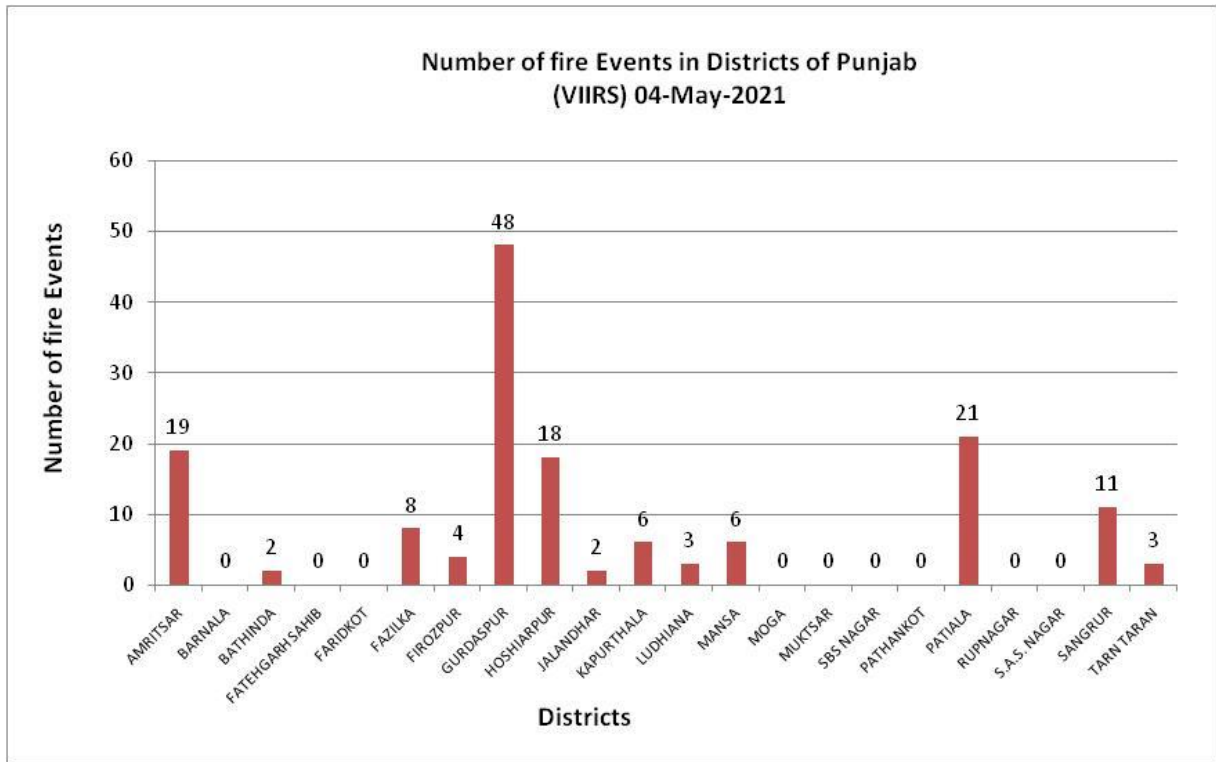 Number of fire Events in Districts of Punjab
(VIIRS) 04-May-2021
Number of fire Events
60
50
40
30
20
10
0
19
0
2
0
0
8
4
48
18
2
6
3
6
0
0
0
0
21
0
0
11
3
AMRITSAR
BARNALA
BATHINDA
FATEHGARH SAHIB
FARIDKOT
FAZILKA
FIROZPUR
GURDASPUR
HOSHIARPUR
JALANDHAR
KAPURTHALA
LUDHIANA
MANSA
MOGA
MUKTSAR
SBS NAGAR
PATHANKOT
PATIALA
RUPNAGAR
S.A.S. NAGAR
SANGRUR
TARN TARAN
Districts